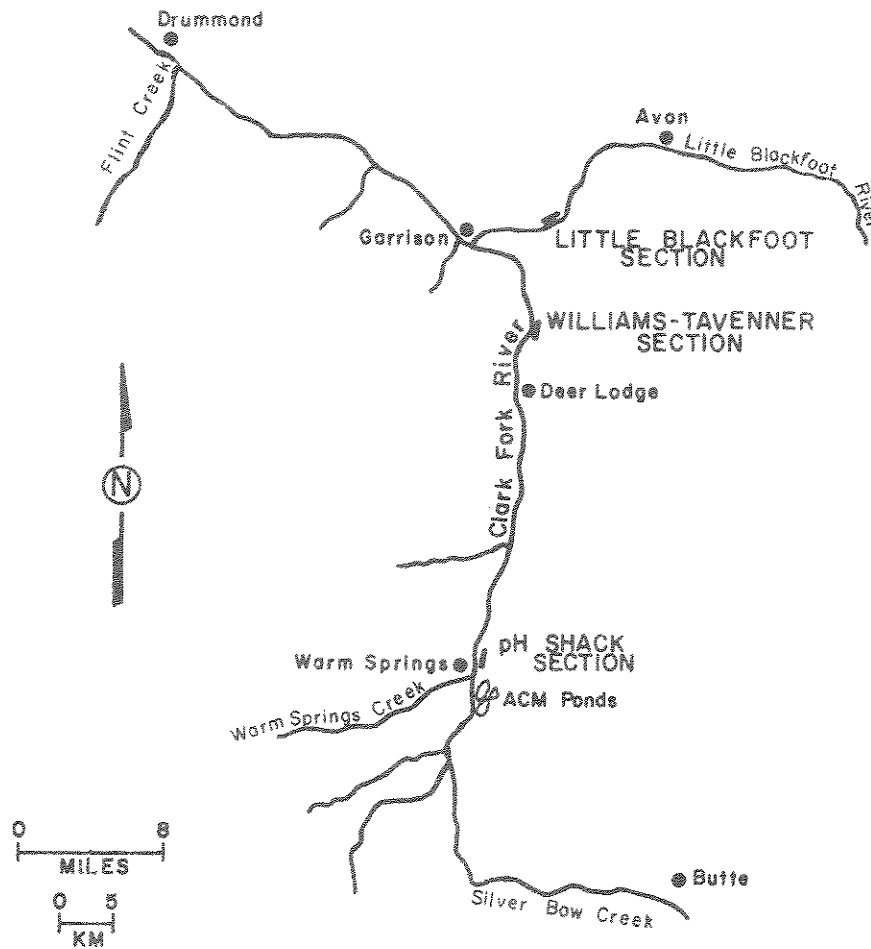 Drummond
Flint Creek
Avon
Little Blackfoot River
Garrison
LITTLE BLACKFOOT
SECTION
WILLIAMS-TAVENNER
SECTION
Clark Fork River
Deer Lodge
N
pH SHACK
SECTION
Warm Springs
ACM Ponds
Warm Springs Creek
0 8
MILES
0 5
KM
Butte
Silver Bow Creek